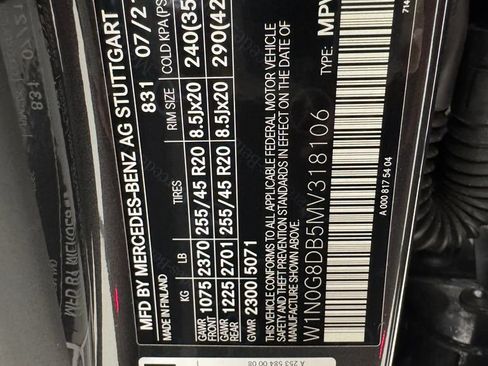 MFD BY MERCEDES-BENZ AG STUTTGART
MADE IN FINLAND 831 07/21
KG LB TIRES RIM SIZE COLD KPA (PS
GAWR FRONT 1075 2370 255/45 R20 8.5Jx20 240(35
GAWR REAR 1225 2701 255/45 R20 8.5Jx20 290(42
GVWR 2300 5071
THIS VEHICLE CONFORMS TO ALL APPLICABLE FEDERAL MOTOR VEHICLE
SAFETY AND THEFT PREVENTION STANDARDS IN EFFECT ON THE DATE OF
MANUFACTURE SHOWN ABOVE.
W1N0G8DB5MV318106 TYPE: MPV
A 000 817 54 04
714
A 253 584 00 08